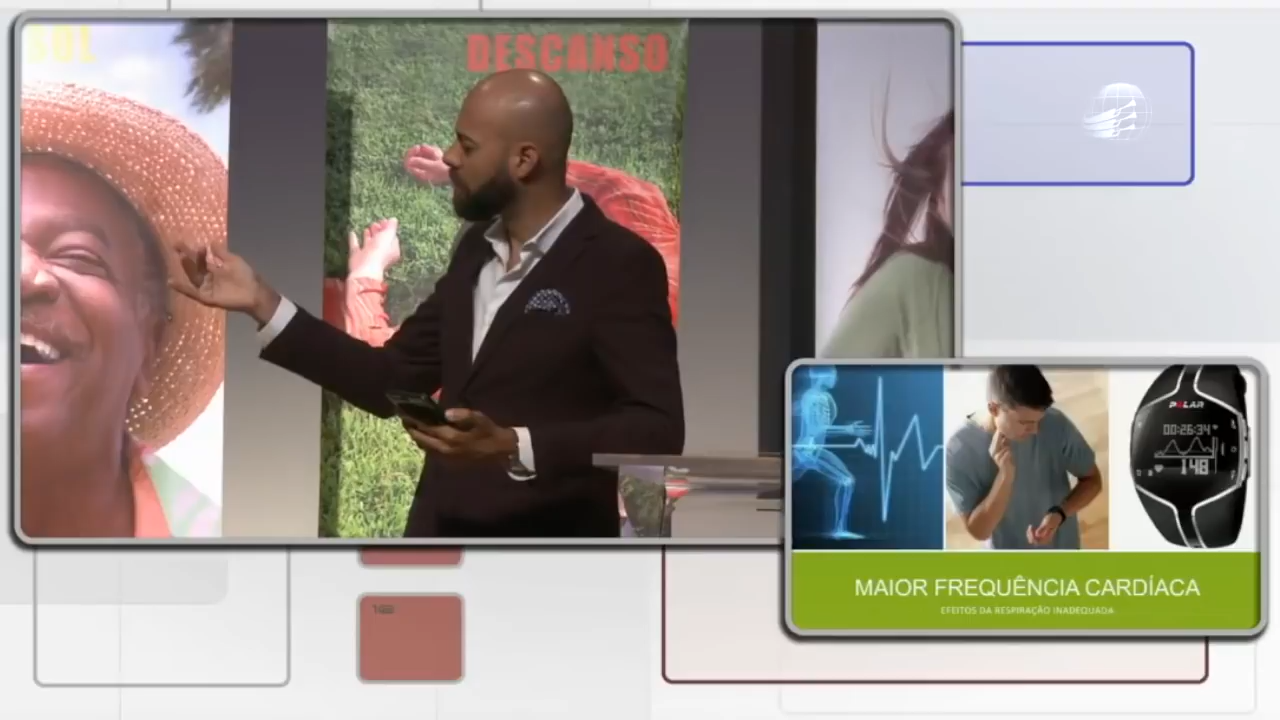 SOL
DESCANSO
POLAR
00:26:34
148
MAIOR FREQUÊNCIA CARDÍACA
EFEITOS DA RESPIRAÇÃO INADEQUADA